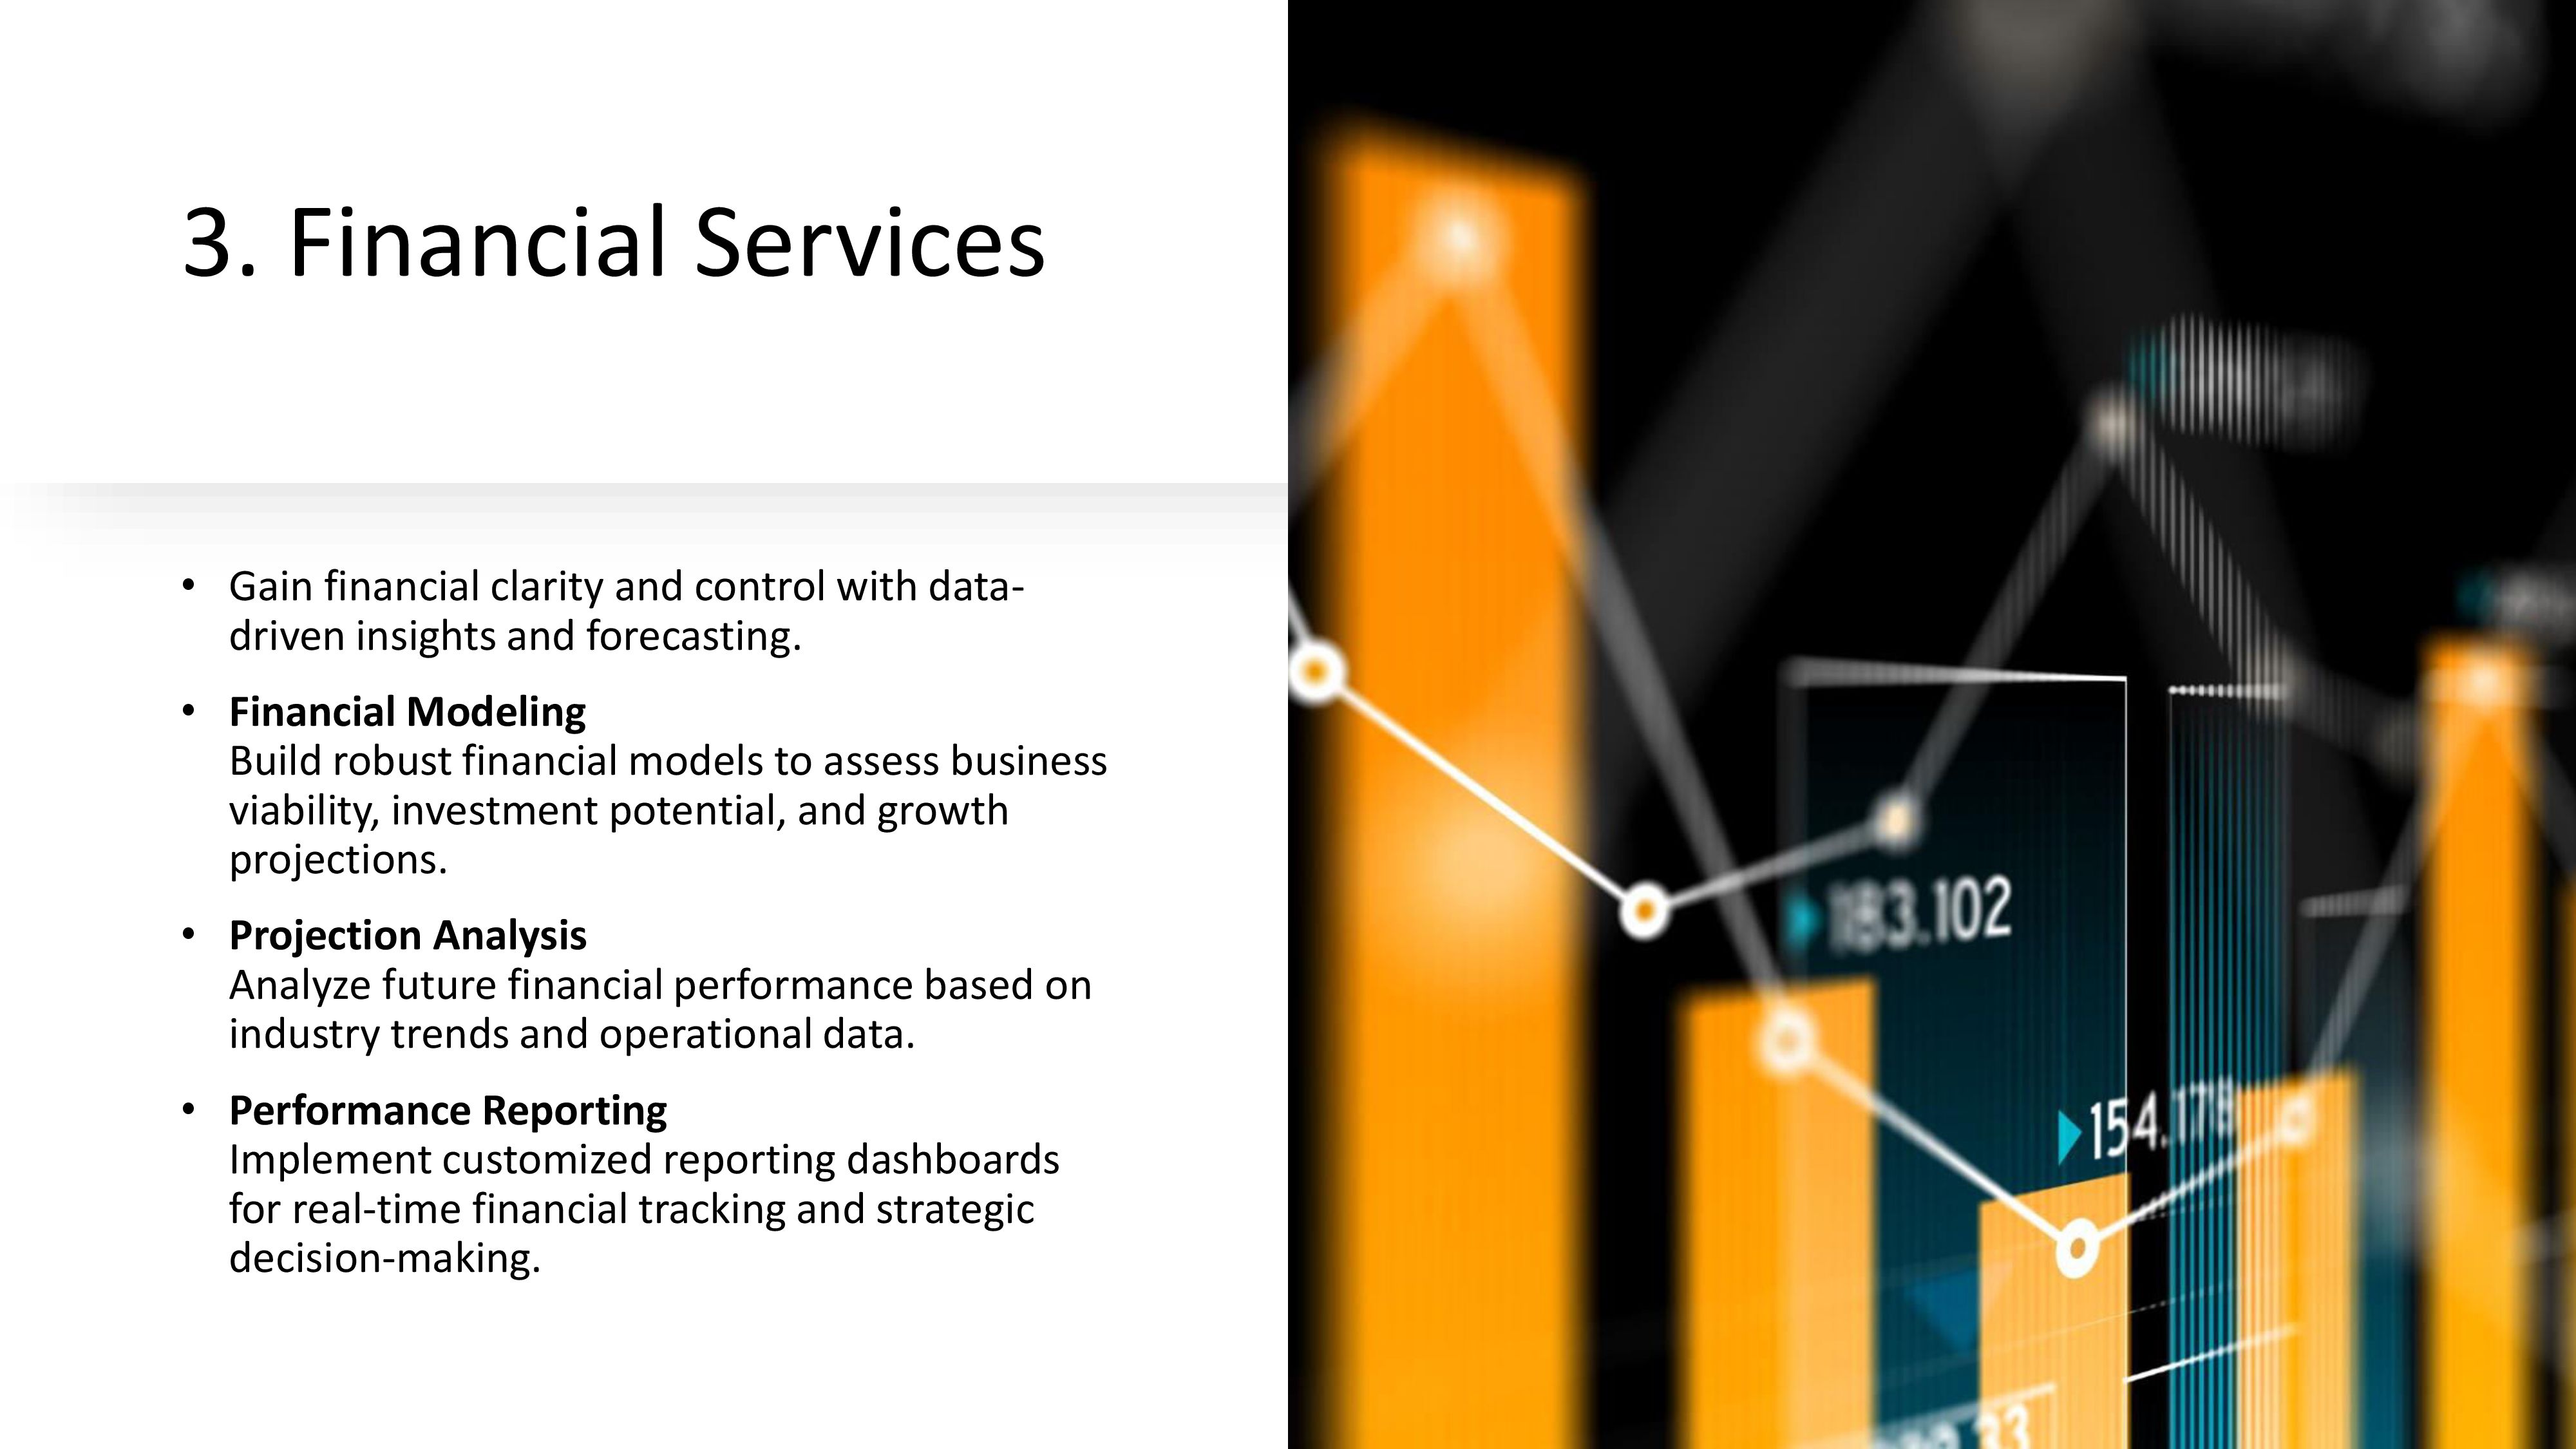 3. Financial Services
• Gain financial clarity and control with data-
driven insights and forecasting.
• Financial Modeling
Build robust financial models to assess business
viability, investment potential, and growth
projections.
• Projection Analysis
Analyze future financial performance based on
industry trends and operational data.
• Performance Reporting
Implement customized reporting dashboards
for real-time financial tracking and strategic
decision-making.
183.102
154.178